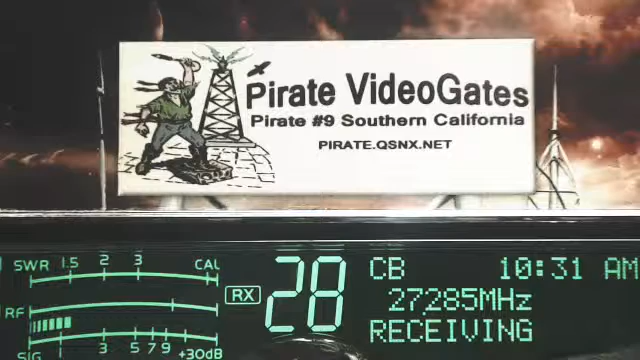 Pirate VideoGates
Pirate #9 Southern California
PIRATE.QSNX.NET
SWR 1.5 2 3 CAL
RF
SIG 1 3 5 7 9 +30dB
RX
28
CB 10:31 AM
27285MHz
RECEIVING